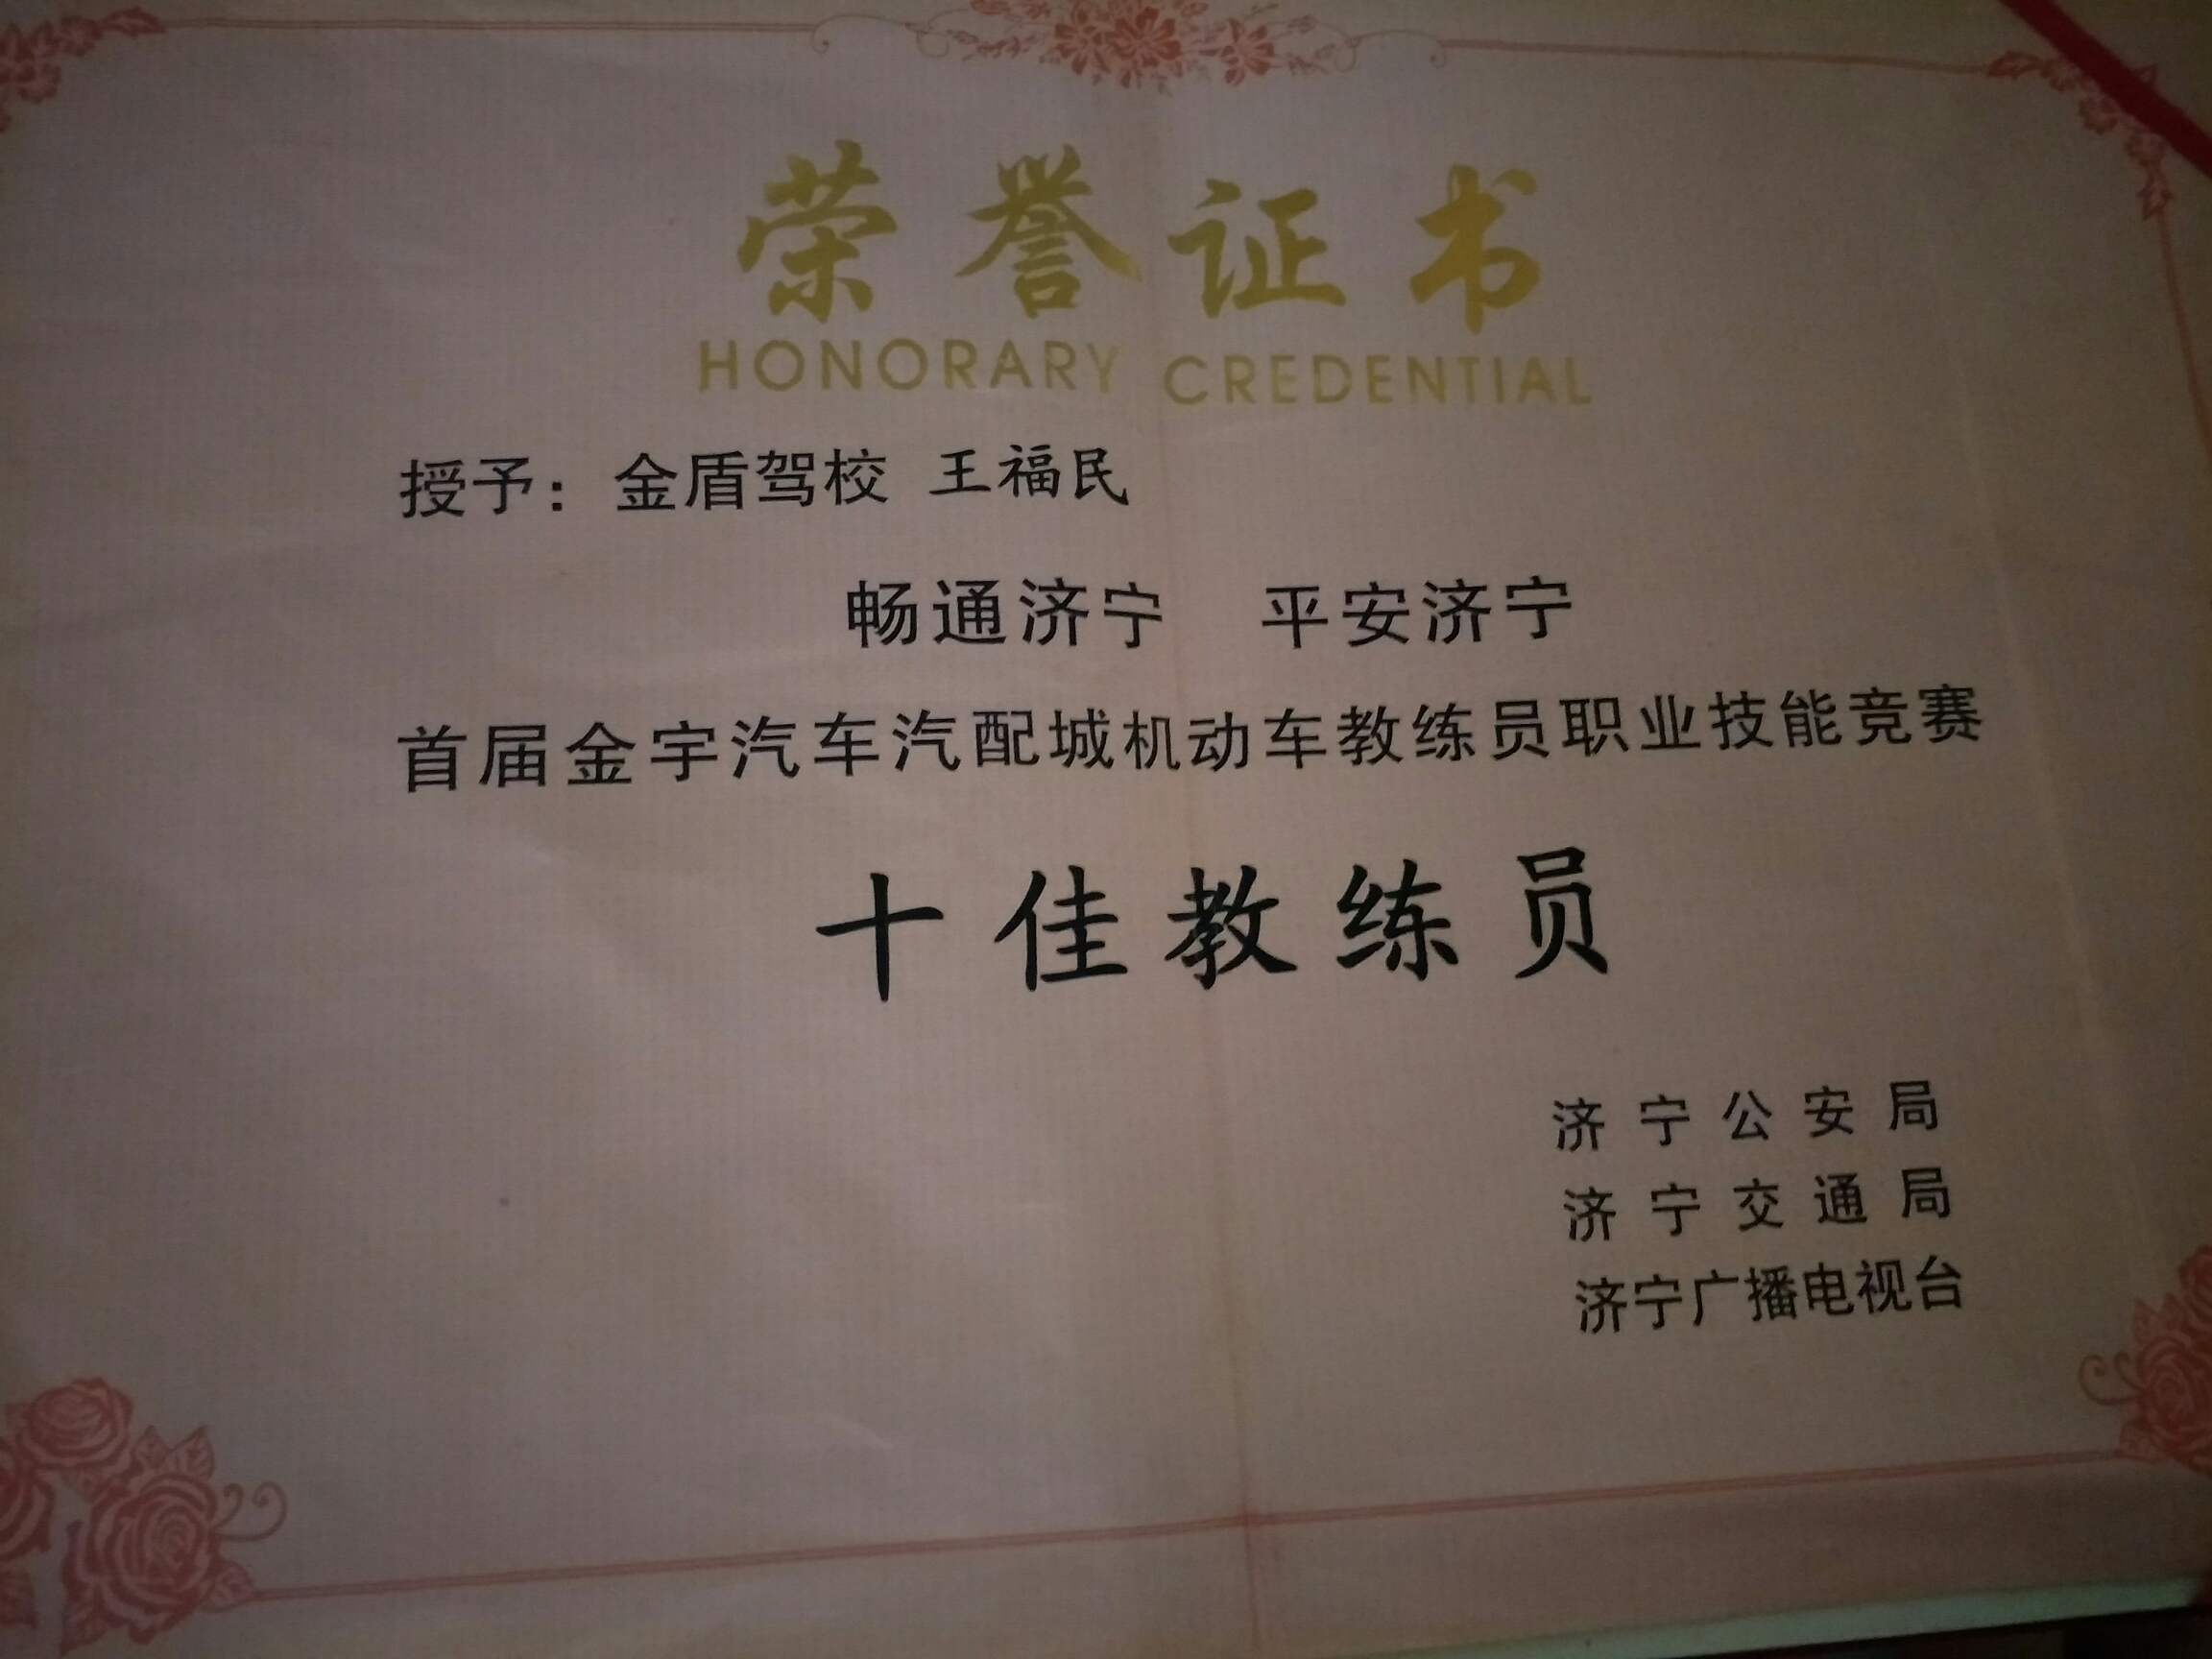 荣誉证书
HONORARY CREDENTIAL
授予：金盾驾校 王福民
畅通济宁 平安济宁
首届金宇汽车汽配城机动车教练员职业技能竞赛
十佳教练员
济宁公安局
济宁交通局
济宁广播电视台